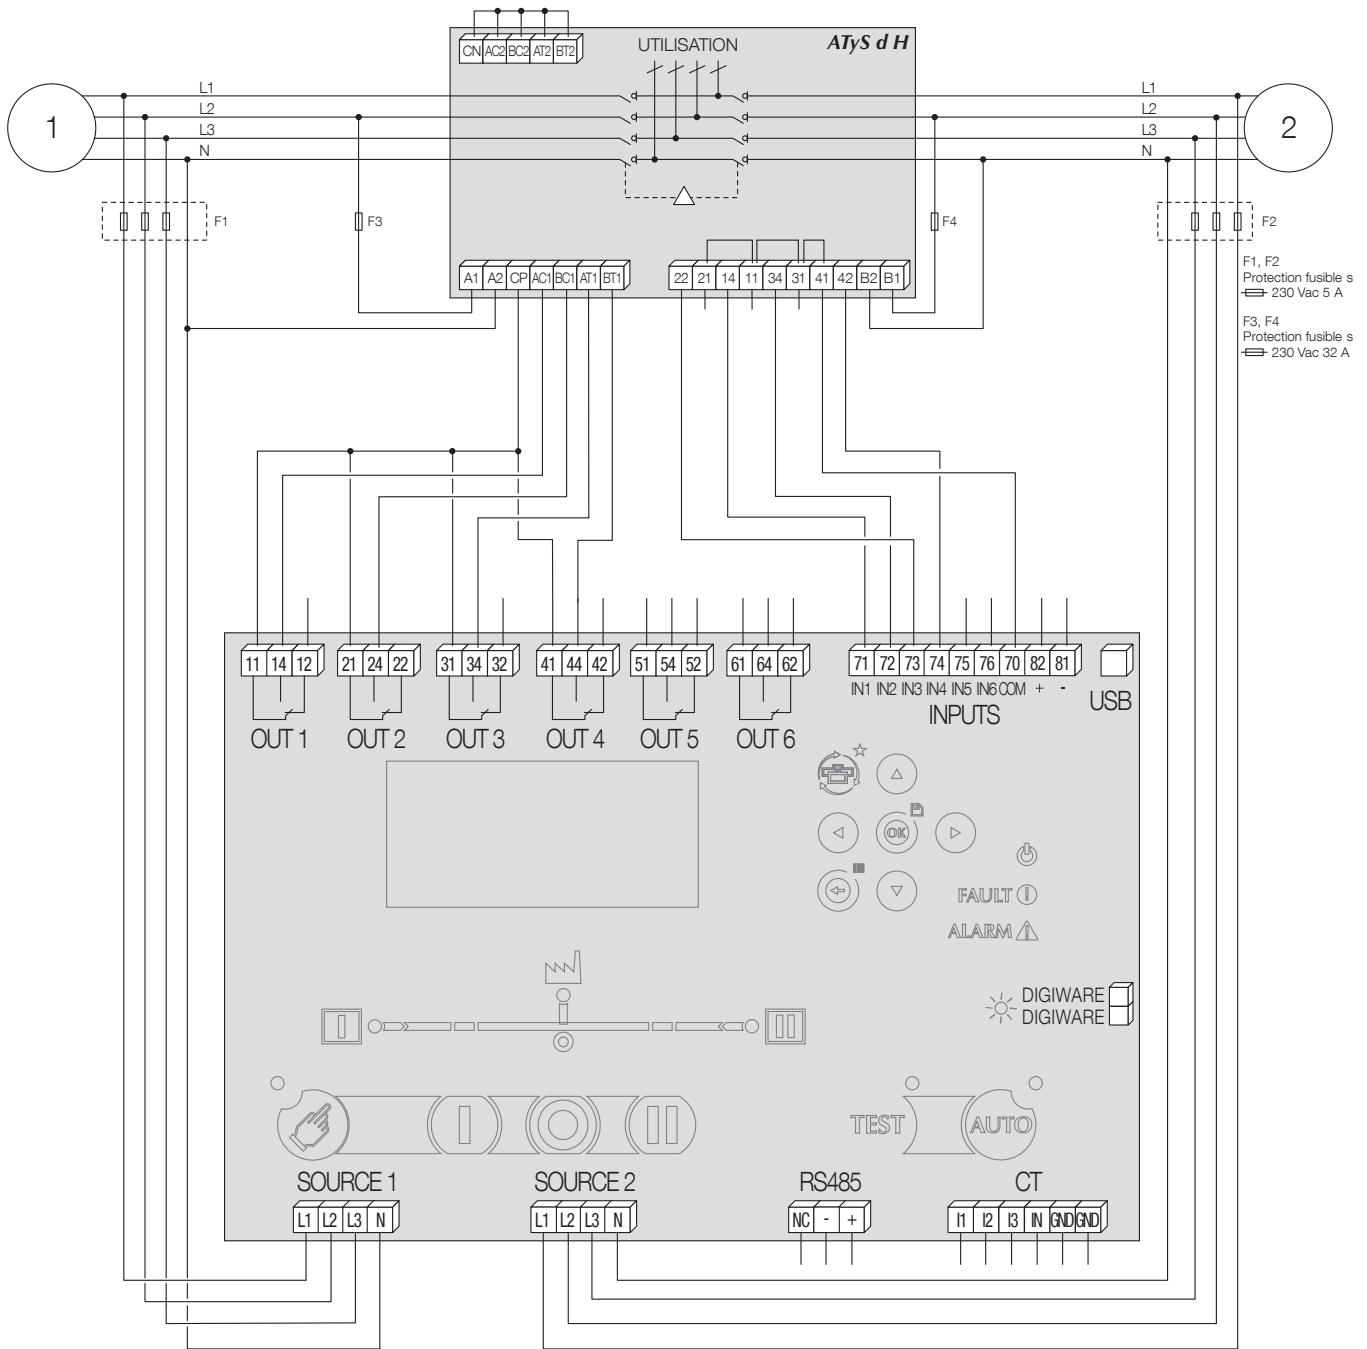 CN AC2 BC2 AT2 BT2
UTILISATION
ATyS d H
L1
L2
L3
N
L1
L2
L3
N
1
2
F1
F3
F4
F2
F1, F2
Protection fusible s
230 Vac 5 A
F3, F4
Protection fusible s
230 Vac 32 A
A1 A2 CP AC1 BC1 AT1 BT1
22 21 14 11 34 31 41 42 B2 B1
11 14 12
21 24 22
31 34 32
41 44 42
51 54 52
61 64 62
71 72 73 74 75 76 70 82 81
IN1 IN2 IN3 IN4 IN5 IN6 COM + -
INPUTS
USB
OUT 1
OUT 2
OUT 3
OUT 4
OUT 5
OUT 6
OK
FAULT
ALARM
DIGIWARE
DIGIWARE
I
II
I
II
TEST
AUTO
SOURCE 1
SOURCE 2
RS485
CT
L1 L2 L3 N
L1 L2 L3 N
NC - +
I1 I2 I3 IN GND GND